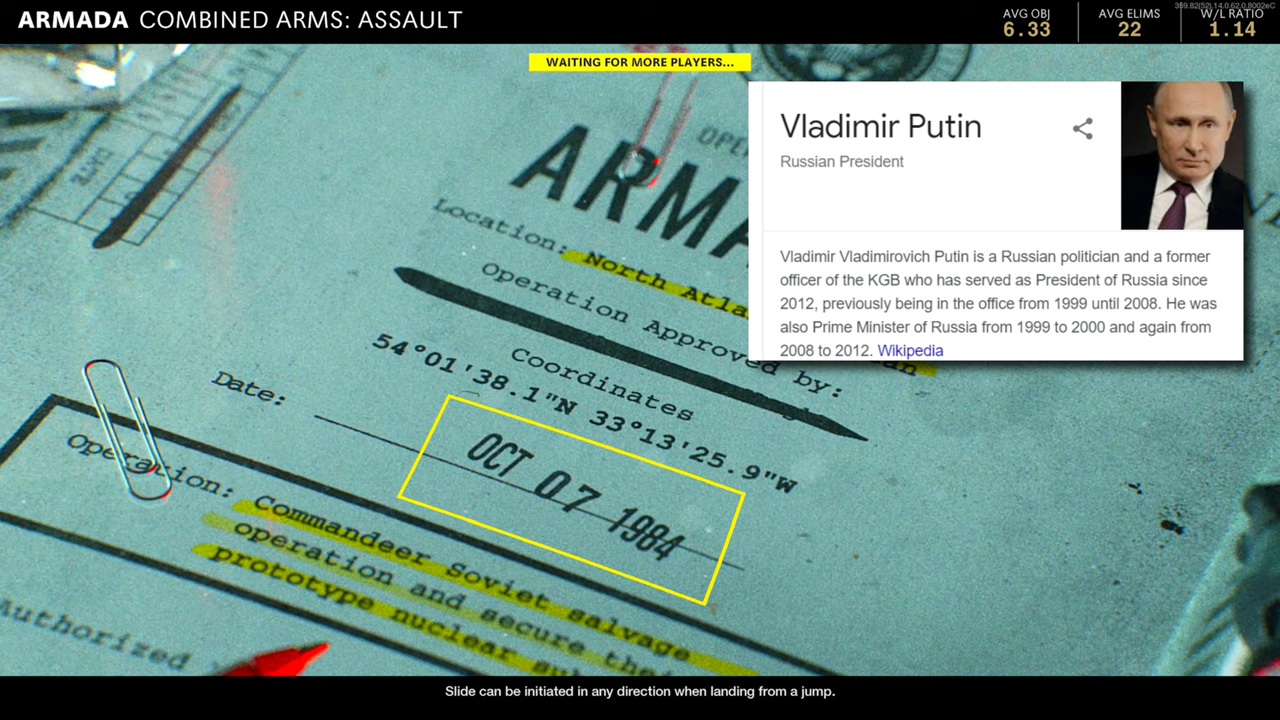 ARMADA COMBINED ARMS: ASSAULT
AVG OBJ
6.33
AVG ELIMS
22
W/L RATIO
1.14
WAITING FOR MORE PLAYERS...
Vladimir Putin
Russian President
Vladimir Vladimirovich Putin is a Russian politician and a former
officer of the KGB who has served as President of Russia since
2012, previously being in the office from 1999 until 2008. He was
also Prime Minister of Russia from 1999 to 2000 and again from
2008 to 2012. Wikipedia
ARMA
Location: North Atla
Operation Approved by:
Coordinates
54°01'38.1"N 33°13'25.9"W
Date:
OCT 07 1984
Operation: Commandeer Soviet salvage
operation and secure the
prototype nuclear sub
Authorized
Slide can be initiated in any direction when landing from a jump.